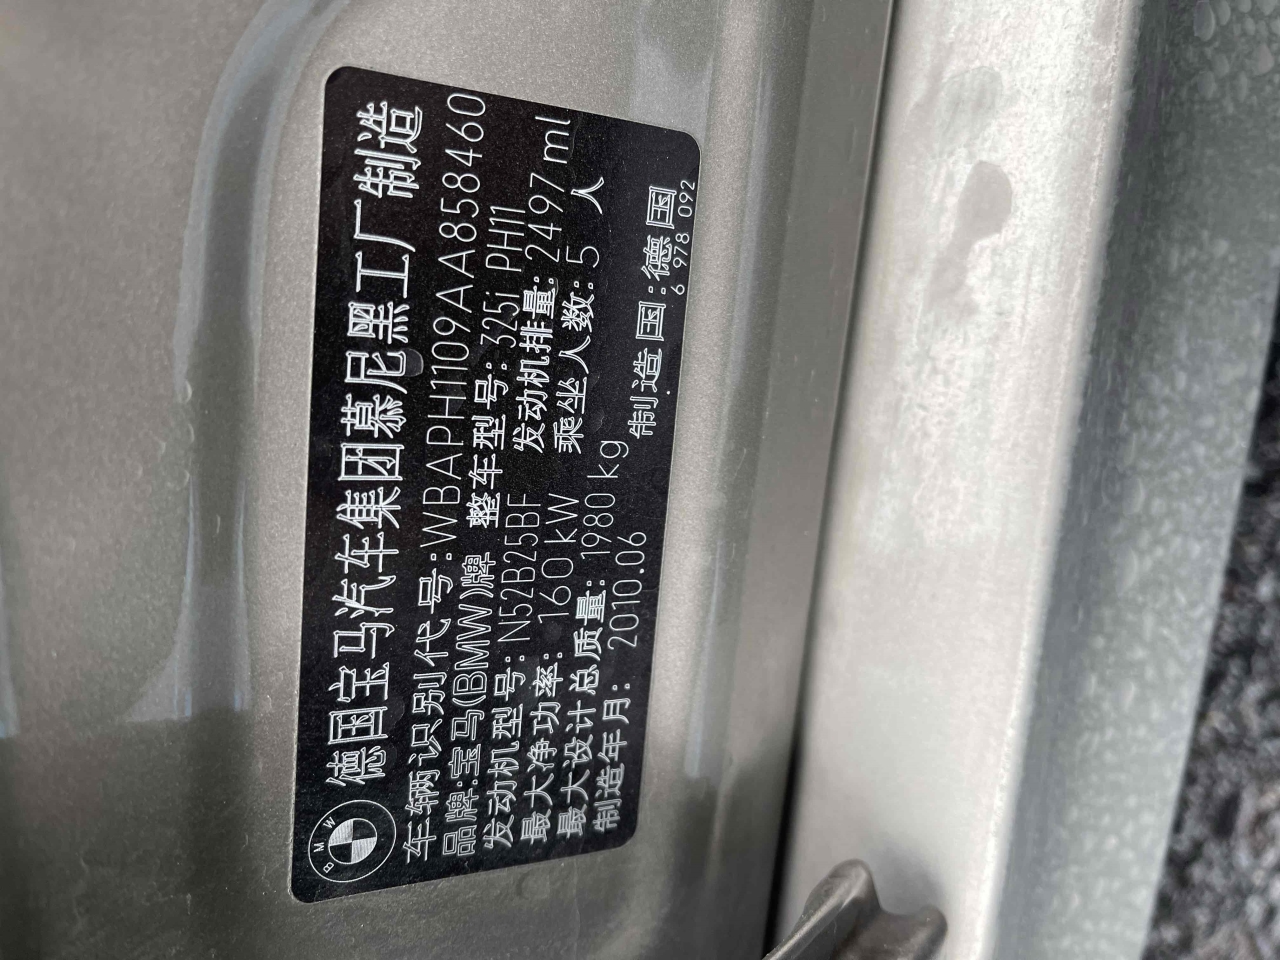 BMW
德国宝马汽车集团慕尼黑工厂制造
车辆识别代号:WBAPH1109AA858460
品牌:宝马(BMW)牌 整车型号:325i PH11
发动机型号:N52B25BF 发动机排量:2497 ml
最大净功率: 160 kW 乘坐人数:5 人
最大设计总质量:1980 kg
制造年月: 2010.06 制造国:德国
6 978 092